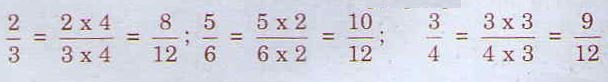 2/3 = 2 x 4/3 x 4 = 8/12; 5/6 = 5 x 2/6 x 2 = 10/12; 3/4 = 3 x 3/4 x 3 = 9/12